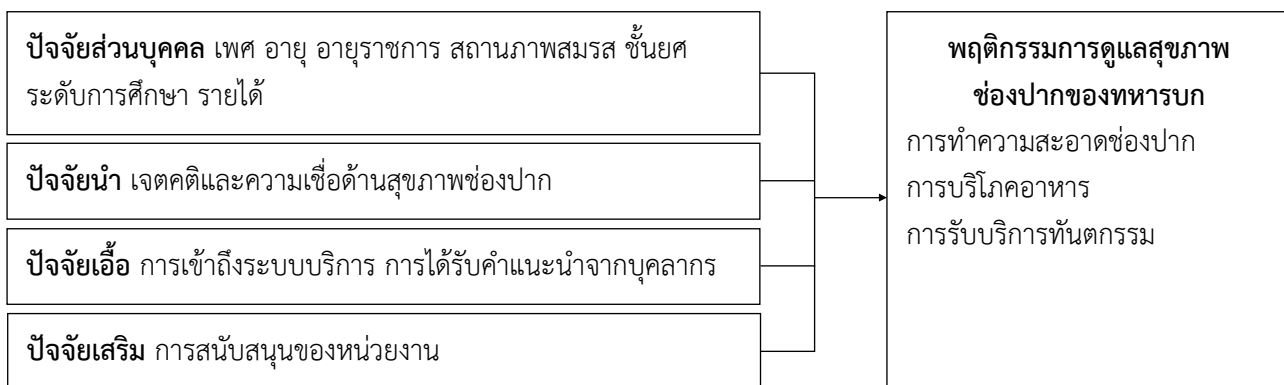 ปัจจัยส่วนบุคคล เพศ อายุ อายุราชการ สถานภาพสมรส ชั้นยศ
ระดับการศึกษา รายได้
ปัจจัยนำ เจตคติและความเชื่อด้านสุขภาพช่องปาก
ปัจจัยเอื้อ การเข้าถึงระบบบริการ การได้รับคำแนะนำจากบุคลากร
ปัจจัยเสริม การสนับสนุนของหน่วยงาน
พฤติกรรมการดูแลสุขภาพ
ช่องปากของทหารบก
การทำความสะอาดช่องปาก
การบริโภคอาหาร
การรับบริการทันตกรรม